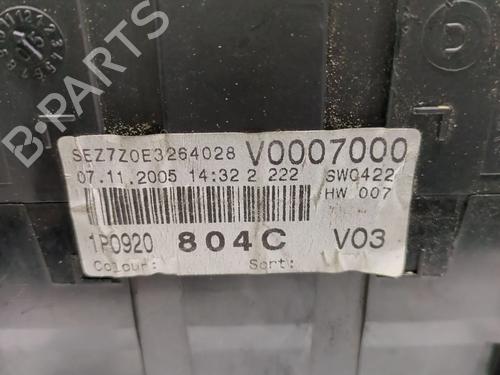 B-PARTS
SEZ7Z0E3264028 V0007000
07.11.2005 14:32 2 222 SW0422
HW 007
1P0920 804C V03
Colour: Sort: